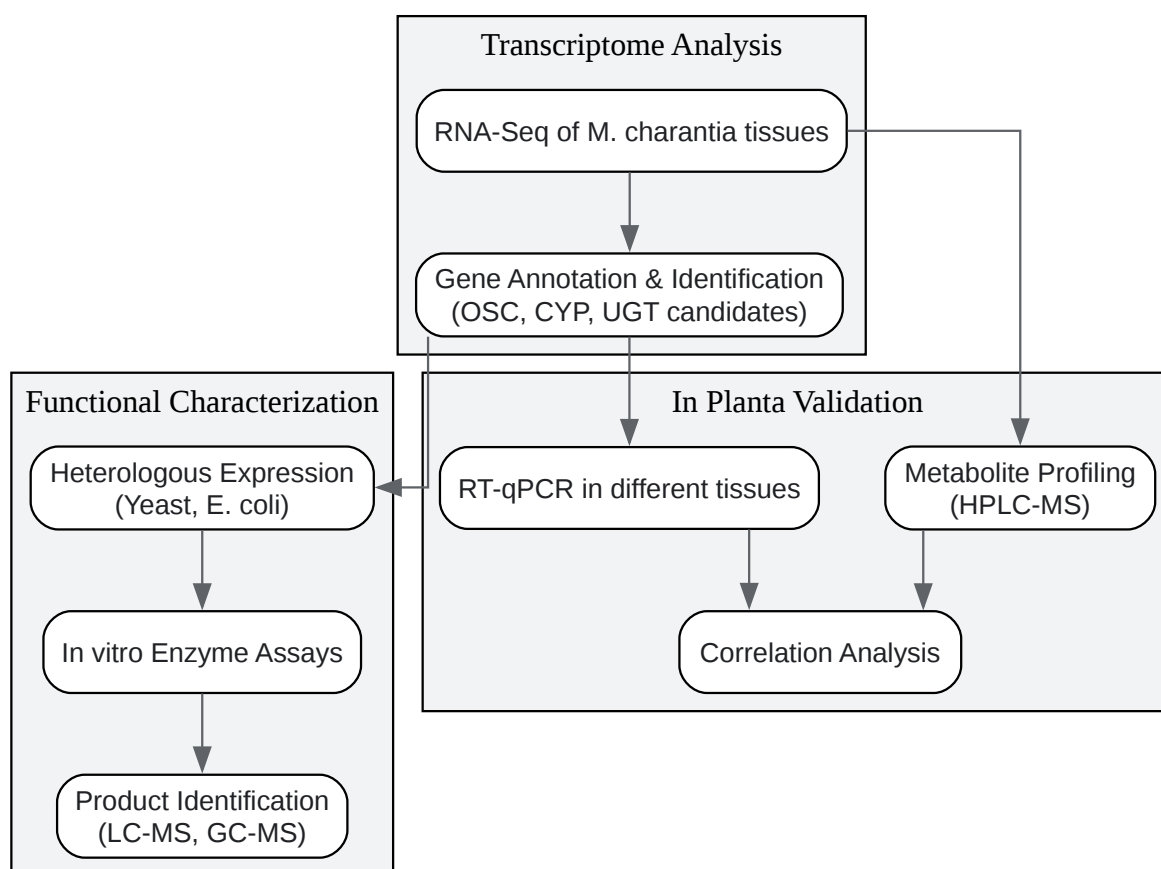 Transcriptome Analysis
RNA-Seq of M. charantia tissues
Gene Annotation & Identification
(OSC, CYP, UGT candidates)
Functional Characterization
Heterologous Expression
(Yeast, E. coli)
In vitro Enzyme Assays
Product Identification
(LC-MS, GC-MS)
In Planta Validation
RT-qPCR in different tissues
Metabolite Profiling
(HPLC-MS)
Correlation Analysis